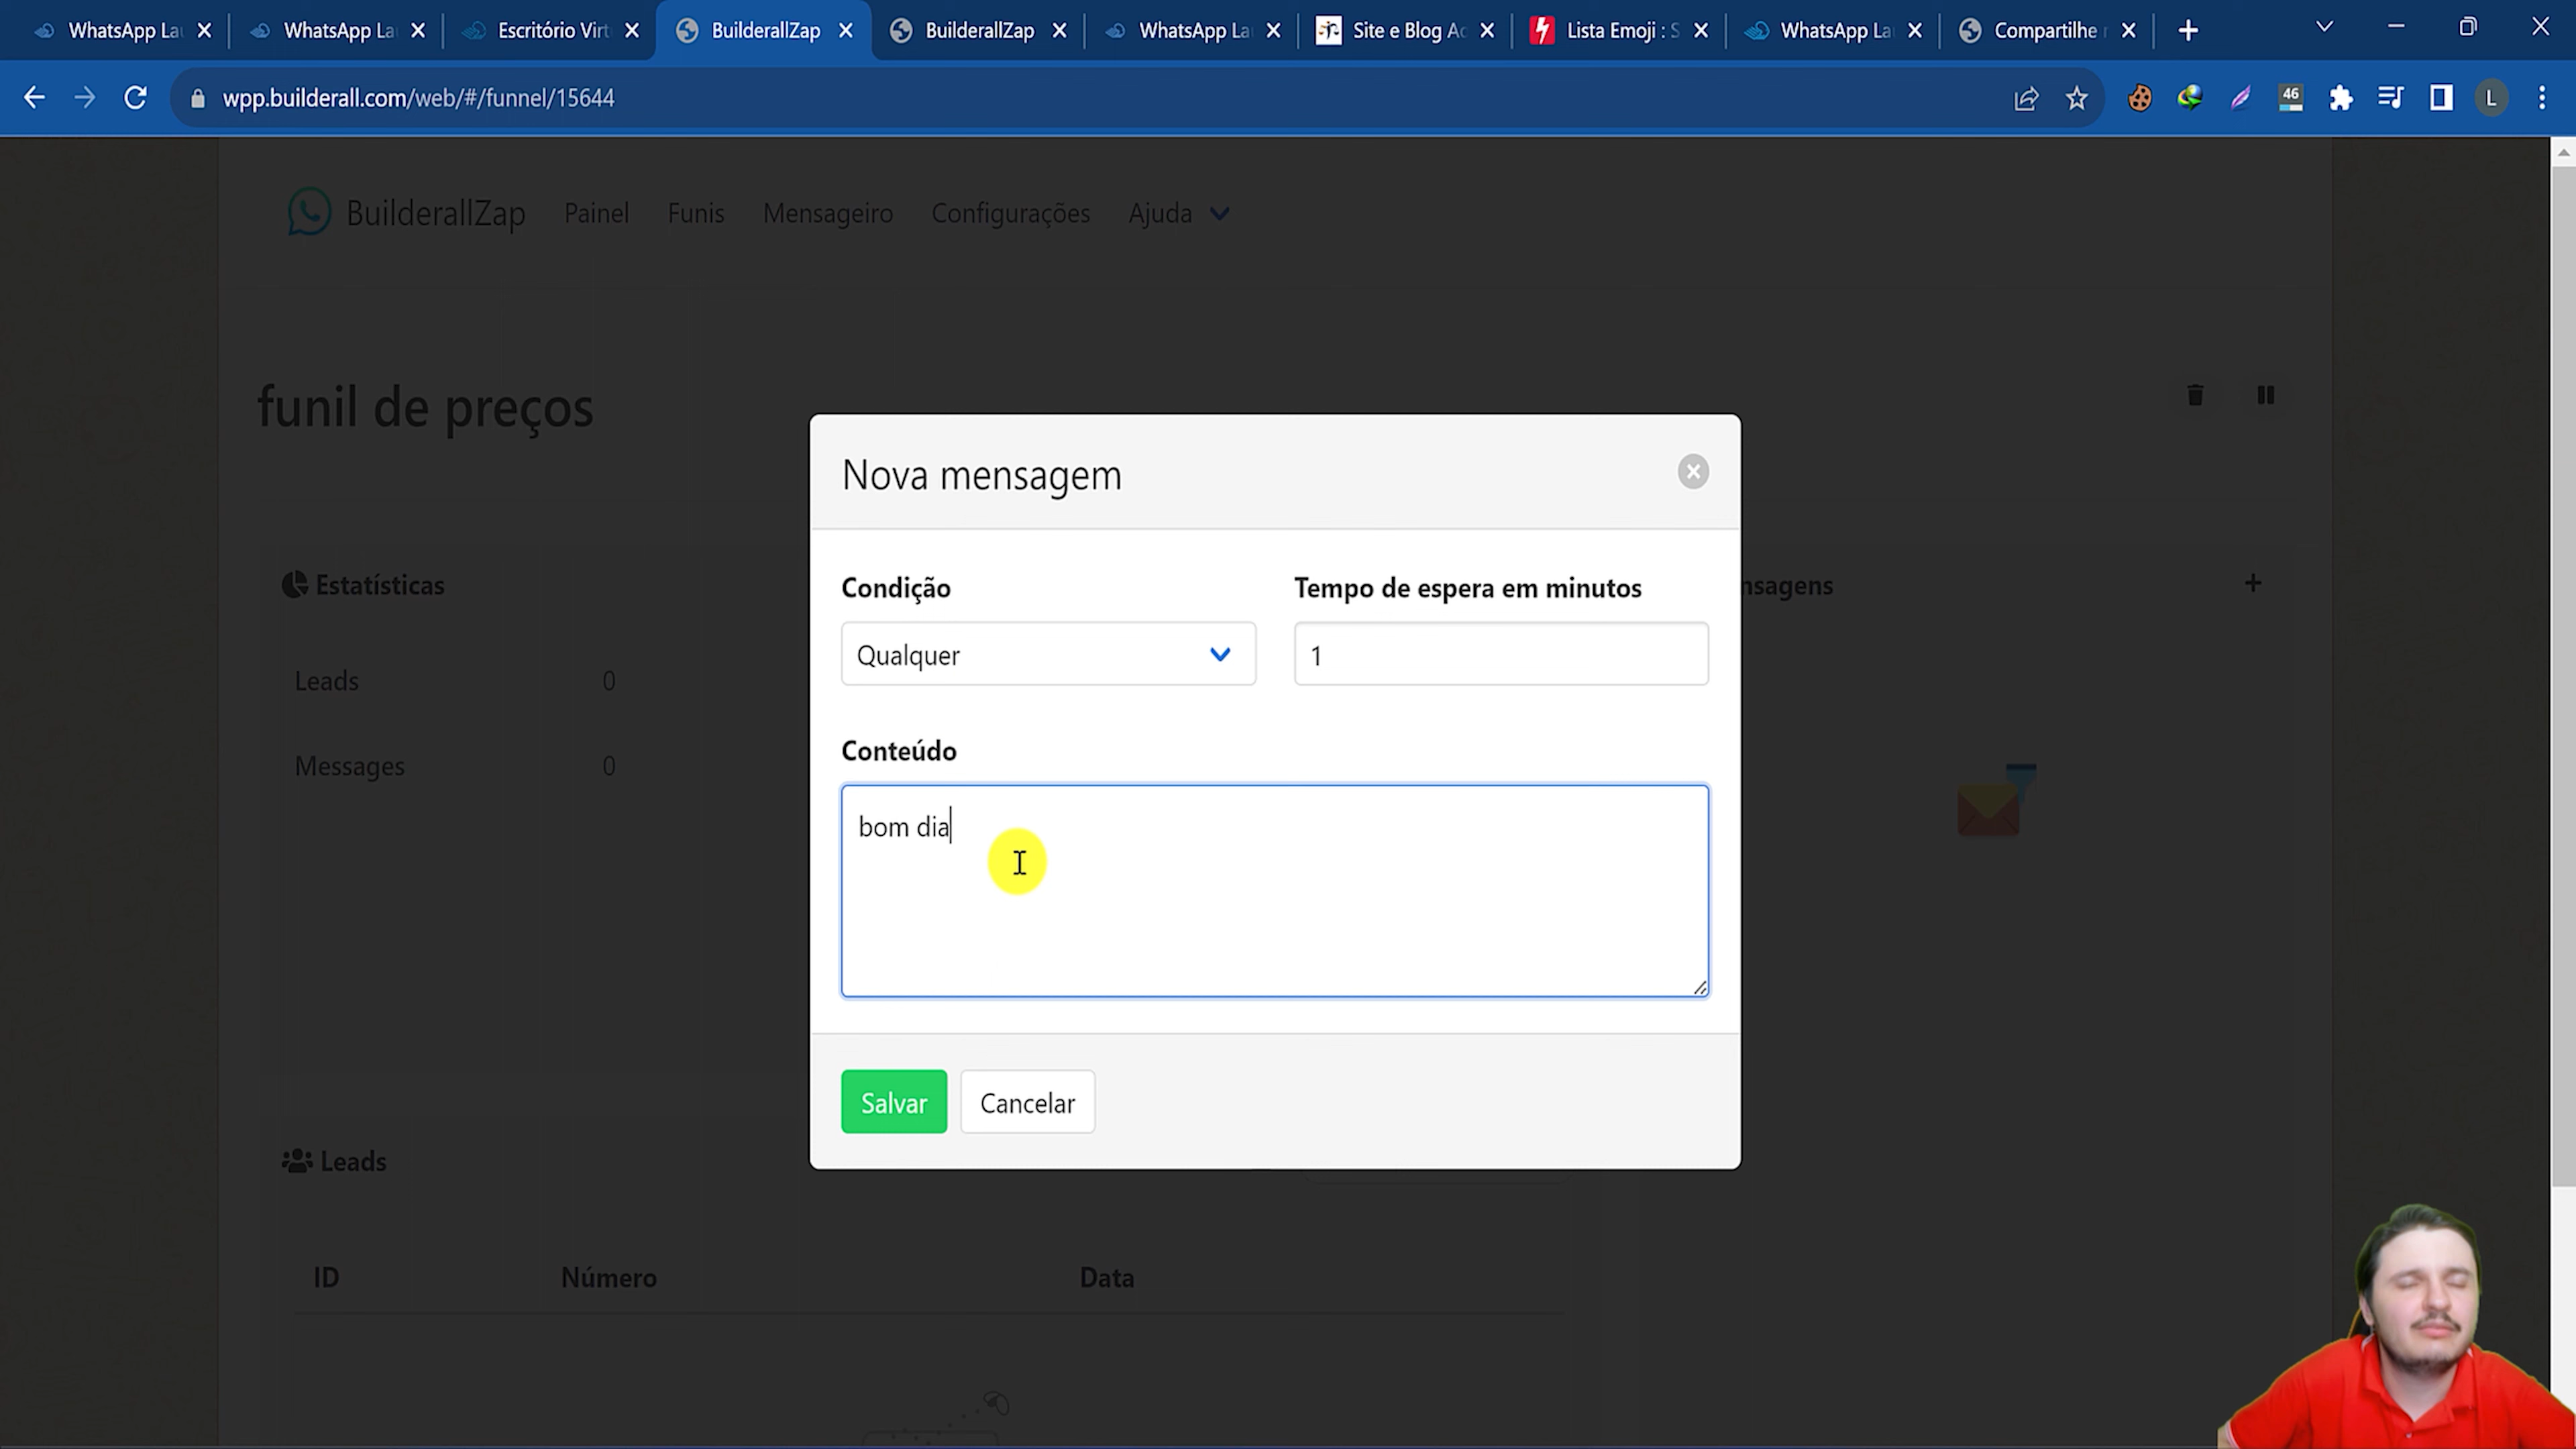 WhatsApp La
WhatsApp La
Escritório Virt
BuilderallZap
BuilderallZap
WhatsApp La
Site e Blog Ac
Lista Emoji : S
WhatsApp La
Compartilhe
wpp.builderall.com/web/#/funnel/15644
46
L
BuilderallZap
Painel
Funis
Mensageiro
Configurações
Ajuda
funil de preços
Nova mensagem
Condição
Tempo de espera em minutos
Qualquer
1
Conteúdo
bom dia
Salvar
Cancelar
Estatísticas
nsagens
Leads 0
Messages 0
Leads
ID
Número
Data